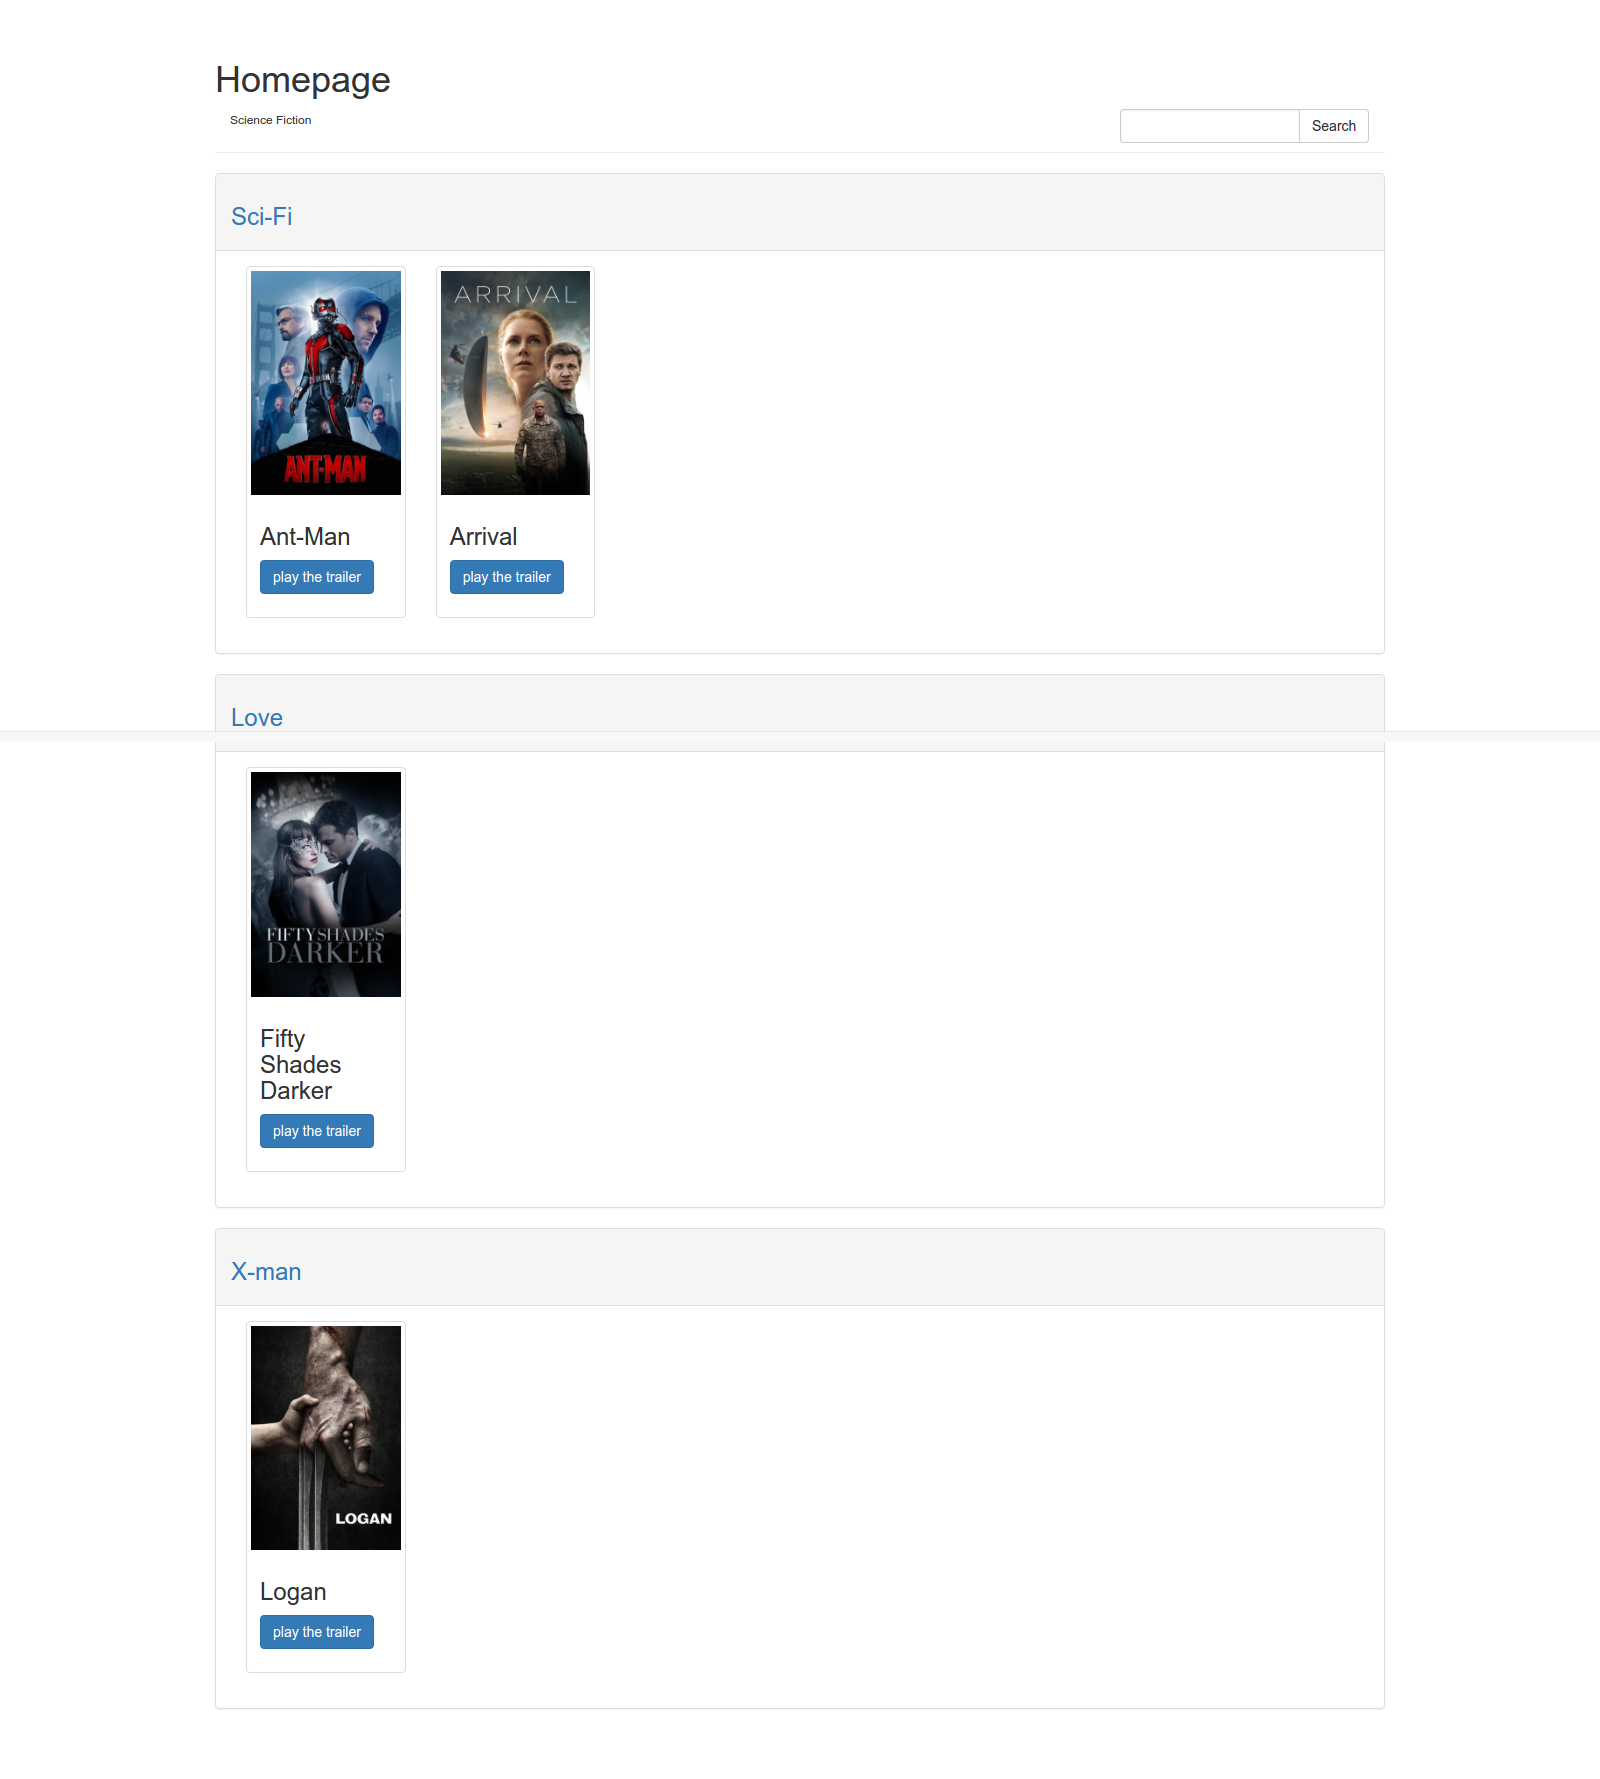 Homepage
Science Fiction
Search
Sci-Fi
ARRIVAL
ANT-MAN
Ant-Man
Arrival
play the trailer
play the trailer
Love
FIFTY SHADES
DARKER
Fifty
Shades
Darker
play the trailer
X-man
LOGAN
Logan
play the trailer